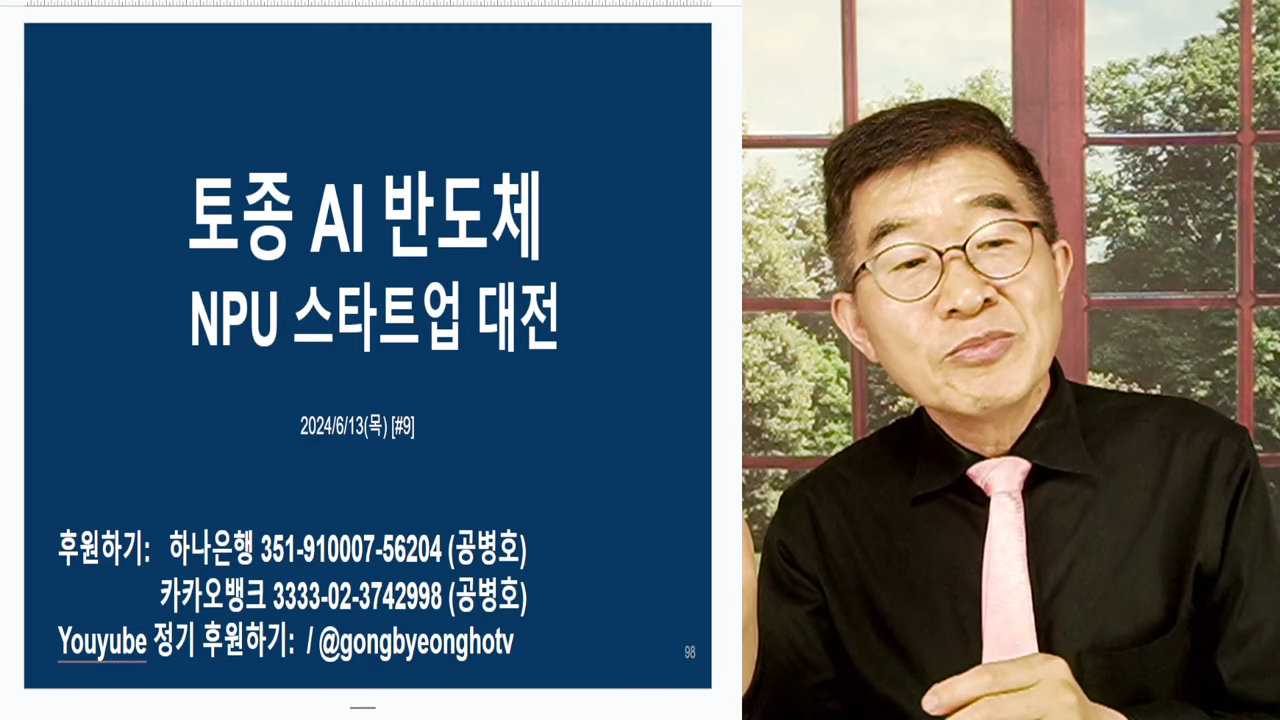 토종 AI 반도체
NPU 스타트업 대전
2024/6/13(목) [#9]
후원하기: 하나은행 351-910007-56204 (공병호)
카카오뱅크 3333-02-3742998 (공병호)
Youyube 정기 후원하기: / @gongbyeonghotv
98